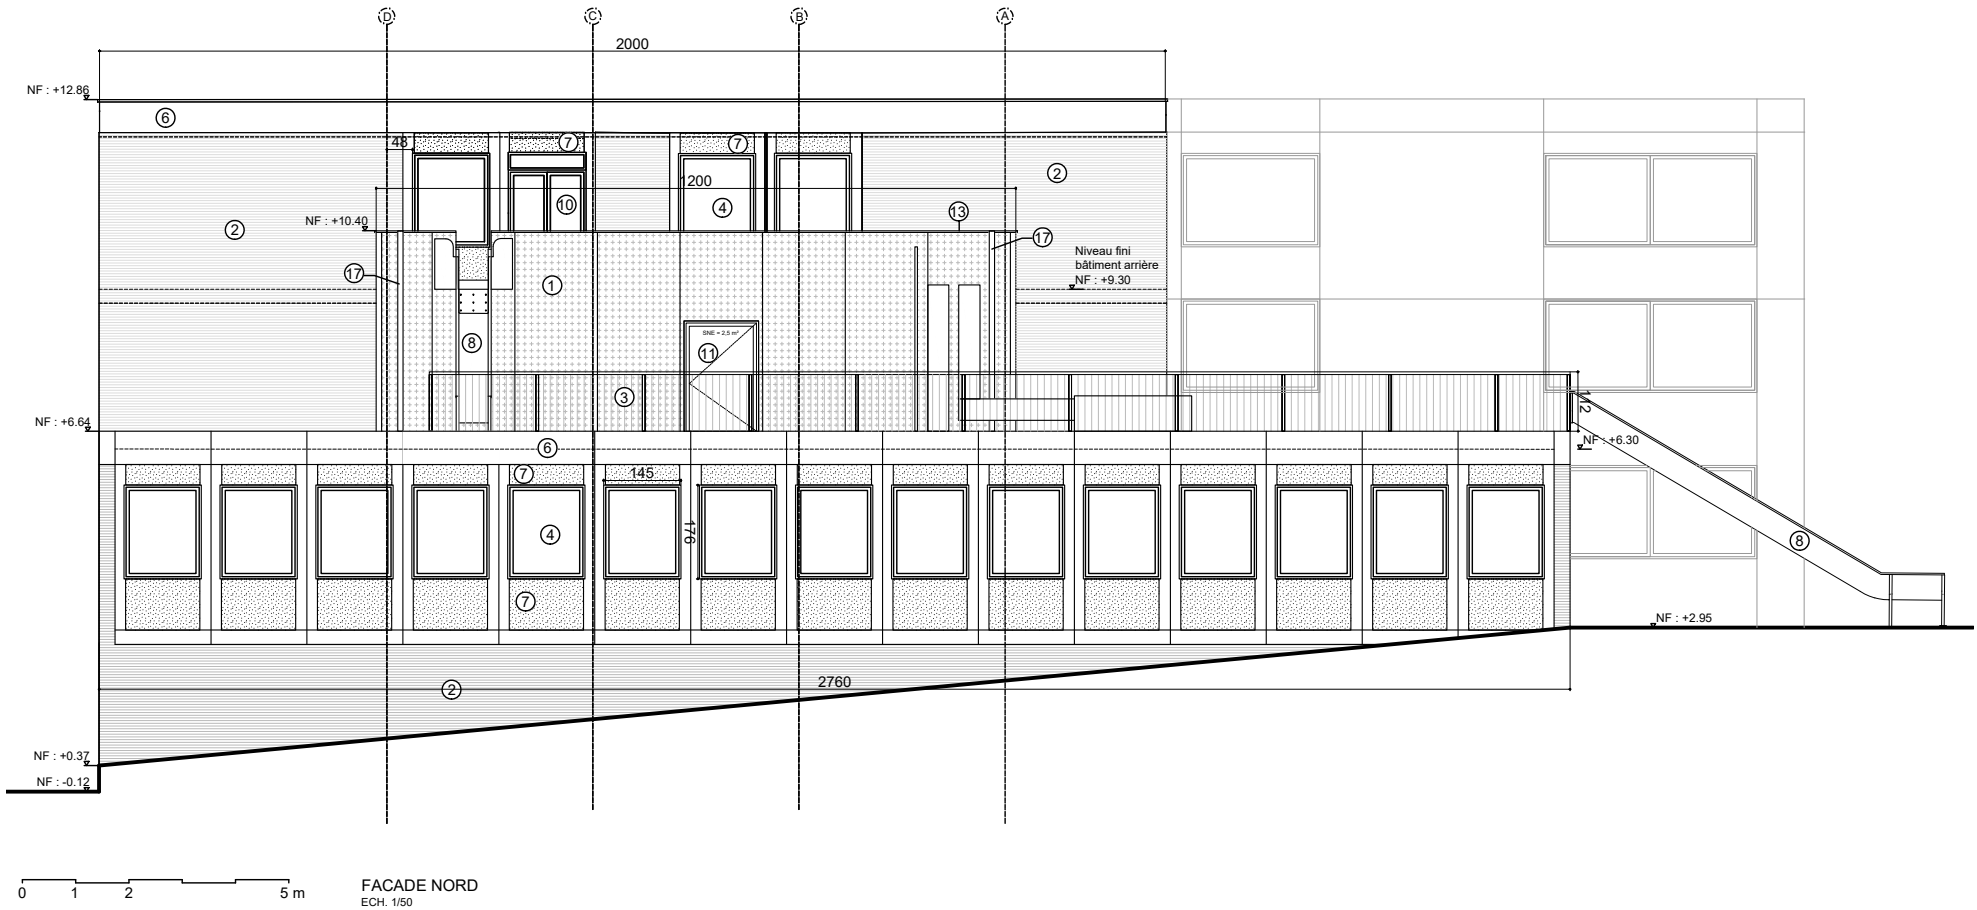 D
C
B
A
2000
NF : +12.86
6
7
7
48
2
1200
10
4
13
NF : +10.40
2
17
17
Niveau fini
bâtiment arrière
NF : +9.30
1
SNE = 2,5 m²
8
11
3
112
NF : +6.64
NF : +6.30
6
7
145
4
176
8
7
NF : +2.95
2
2760
NF : +0.37
NF : -0.12
0 1 2 5 m
FACADE NORD
ECH. 1/50